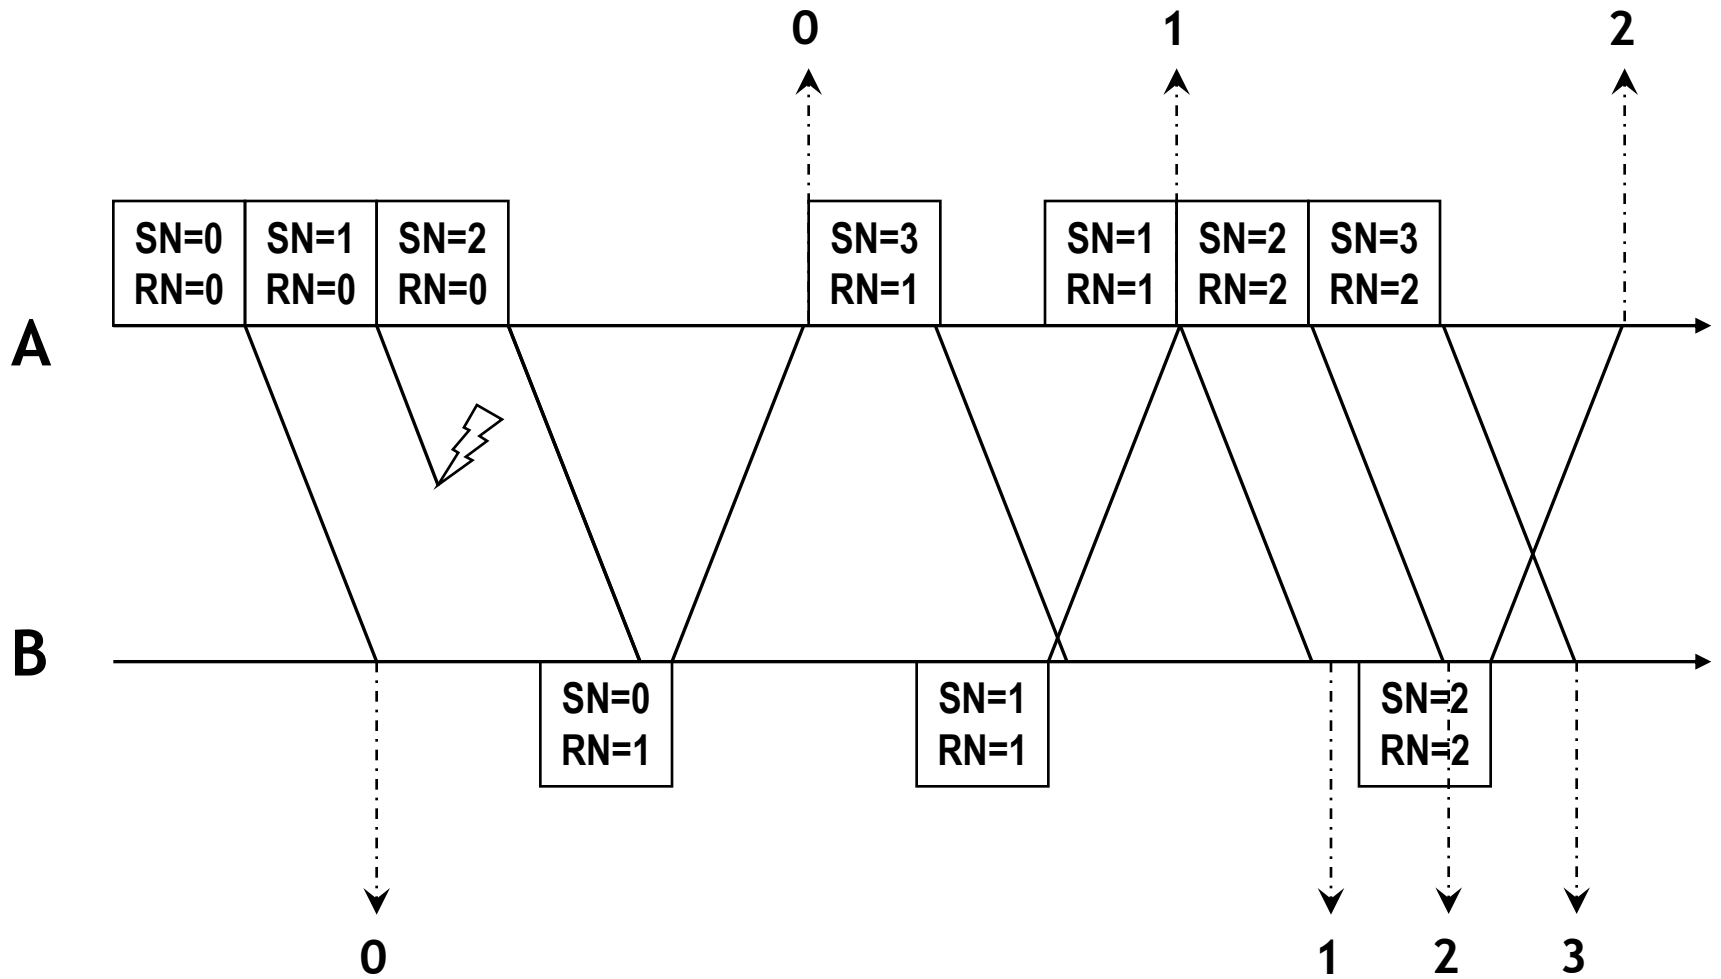 0 1 2
SN=0 SN=1 SN=2 SN=3 SN=1 SN=2 SN=3
RN=0 RN=0 RN=0 RN=1 RN=1 RN=2 RN=2
A
B
SN=0 SN=1 SN=2
RN=1 RN=1 RN=2
0 1 2 3